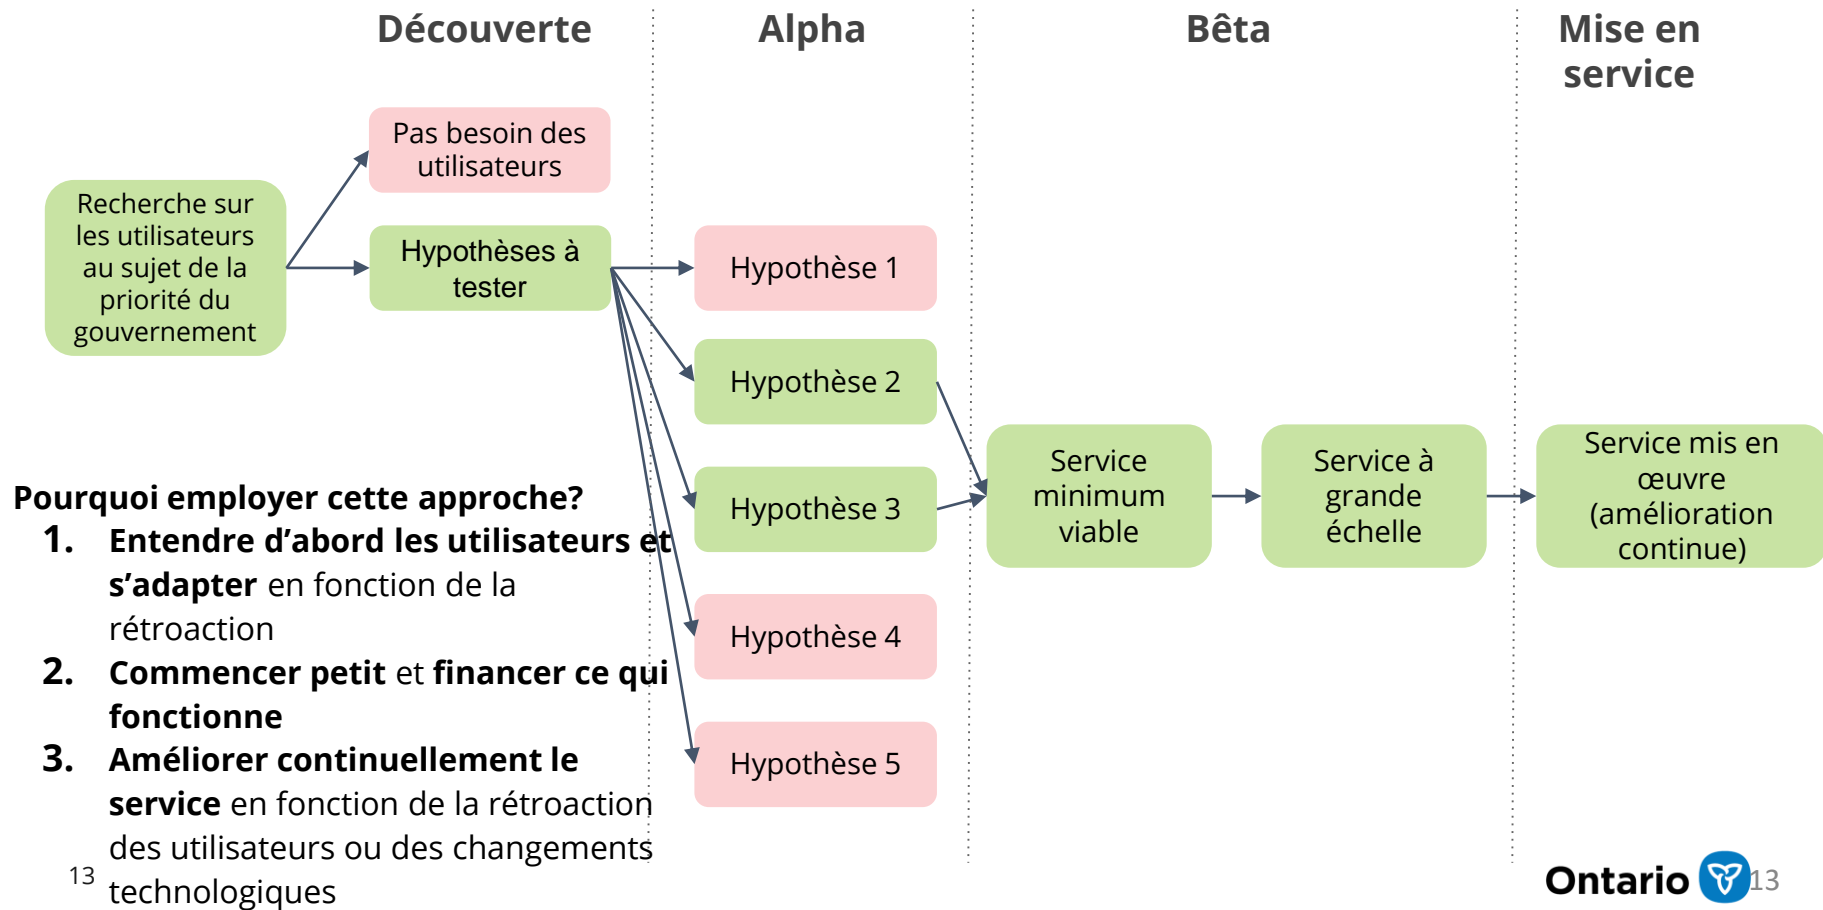 Découverte
Alpha
Bêta
Mise en
service
Pas besoin des
utilisateurs
Recherche sur
les utilisateurs
au sujet de la
priorité du
gouvernement
Hypothèses à
tester
Hypothèse 1
Hypothèse 2
Hypothèse 3
Hypothèse 4
Hypothèse 5
Service
minimum
viable
Service à
grande
échelle
Service mis en
œuvre
(amélioration
continue)
Pourquoi employer cette approche?
1. Entendre d’abord les utilisateurs et
s’adapter en fonction de la
rétroaction
2. Commencer petit et financer ce qui
fonctionne
3. Améliorer continuellement le
service en fonction de la rétroaction
des utilisateurs ou des changements
technologiques
13
Ontario
13